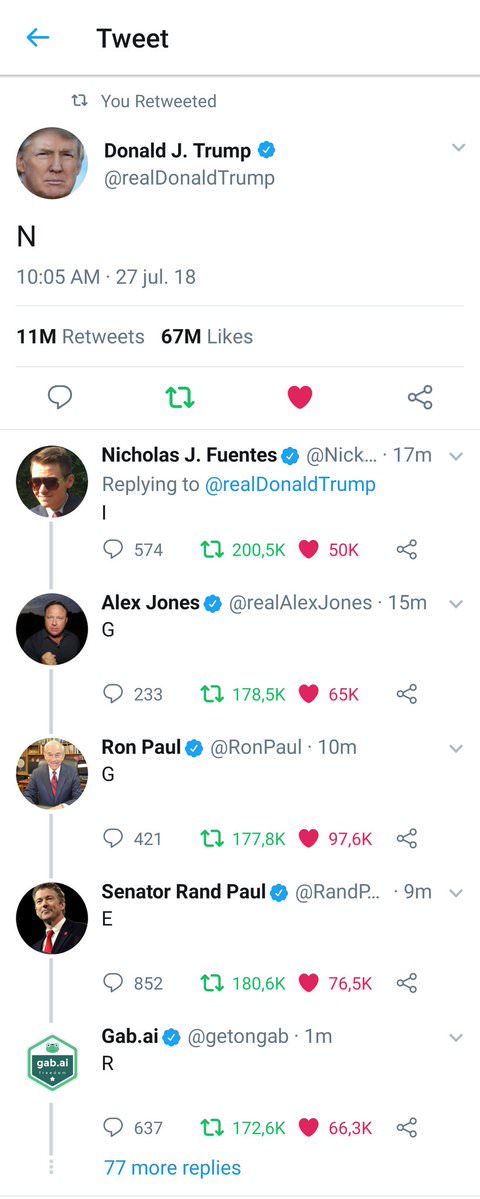 Tweet
You Retweeted
Donald J. Trump
@realDonaldTrump
N
10:05 AM · 27 jul. 18
11M Retweets 67M Likes
Nicholas J. Fuentes @Nick... · 17m
Replying to @realDonaldTrump
I
574 200,5K 50K
Alex Jones @realAlexJones · 15m
G
233 178,5K 65K
Ron Paul @RonPaul · 10m
G
421 177,8K 97,6K
Senator Rand Paul @RandP... · 9m
E
852 180,6K 76,5K
Gab.ai @getongab · 1m
gab.ai
freedom
R
637 172,6K 66,3K
77 more replies